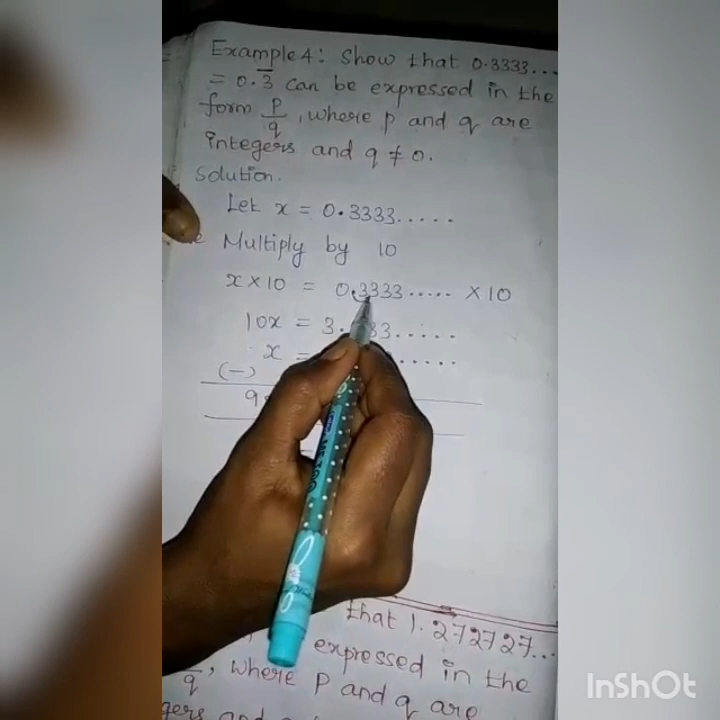 Example 4: Show that 0.3333...
= 0.3̅ can be expressed in the
form p/q, where p and q are
integers and q ≠ 0.
Solution.
Let x = 0.3333.....
Multiply by 10
x × 10 = 0.3333..... × 10
10x = 3. 33.....
x = .....
(-)
9
that 1.272727...
expressed in the
q, where p and q are
InShOt